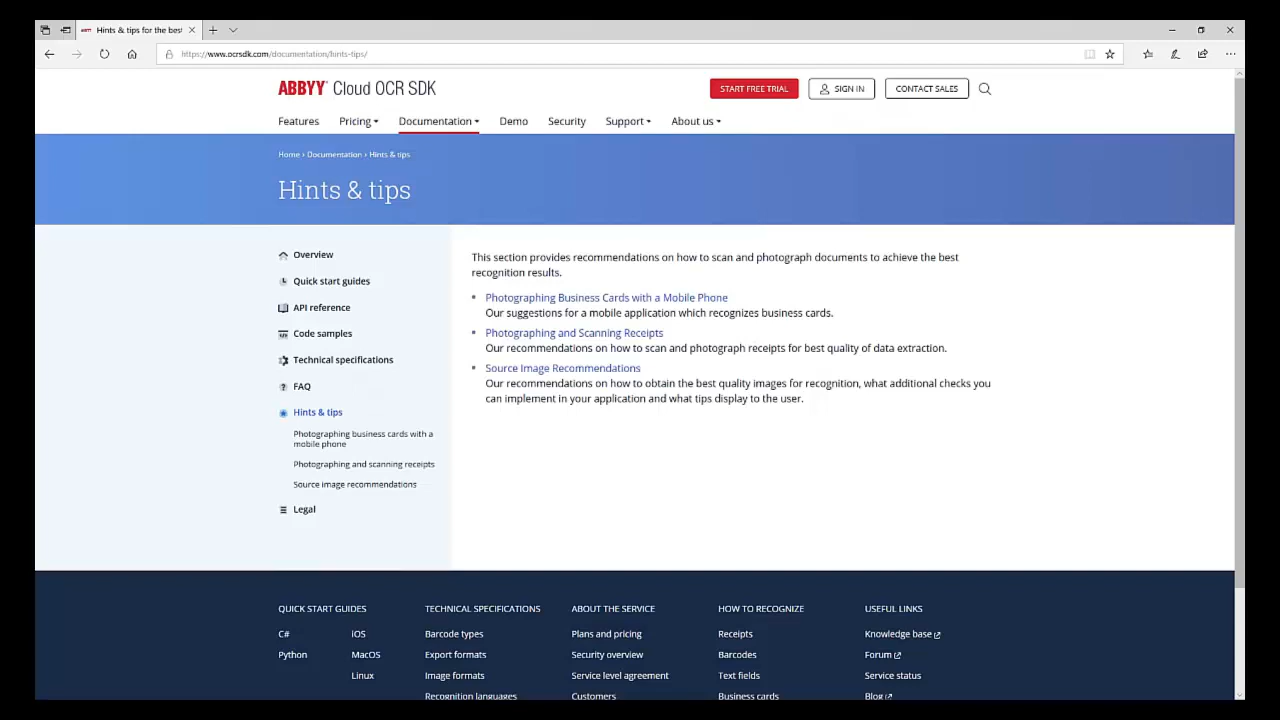 Hints & tips for the best
https://www.ocrsdk.com/documentation/hints-tips/
ABBYY Cloud OCR SDK
START FREE TRIAL
SIGN IN
CONTACT SALES
Features
Pricing
Documentation
Demo
Security
Support
About us
Home › Documentation › Hints & tips
Hints & tips
Overview
Quick start guides
API reference
Code samples
Technical specifications
FAQ
Hints & tips
Photographing business cards with a
mobile phone
Photographing and scanning receipts
Source image recommendations
Legal
This section provides recommendations on how to scan and photograph documents to achieve the best
recognition results.
Photographing Business Cards with a Mobile Phone
Our suggestions for a mobile application which recognizes business cards.
Photographing and Scanning Receipts
Our recommendations on how to scan and photograph receipts for best quality of data extraction.
Source Image Recommendations
Our recommendations on how to obtain the best quality images for recognition, what additional checks you
can implement in your application and what tips display to the user.
QUICK START GUIDES
C#
iOS
Python
MacOS
Linux
TECHNICAL SPECIFICATIONS
Barcode types
Export formats
Image formats
Recognition languages
ABOUT THE SERVICE
Plans and pricing
Security overview
Service level agreement
Customers
HOW TO RECOGNIZE
Receipts
Barcodes
Text fields
Business cards
USEFUL LINKS
Knowledge base
Forum
Service status
Blog